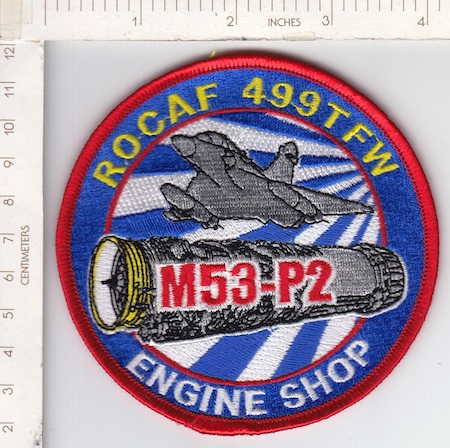 1 2 INCHES 3 4
12
11
10
9
8
7
6
5
4
3
2
CENTIMETERS
ROCAF 499TFW
M53-P2
ENGINE SHOP